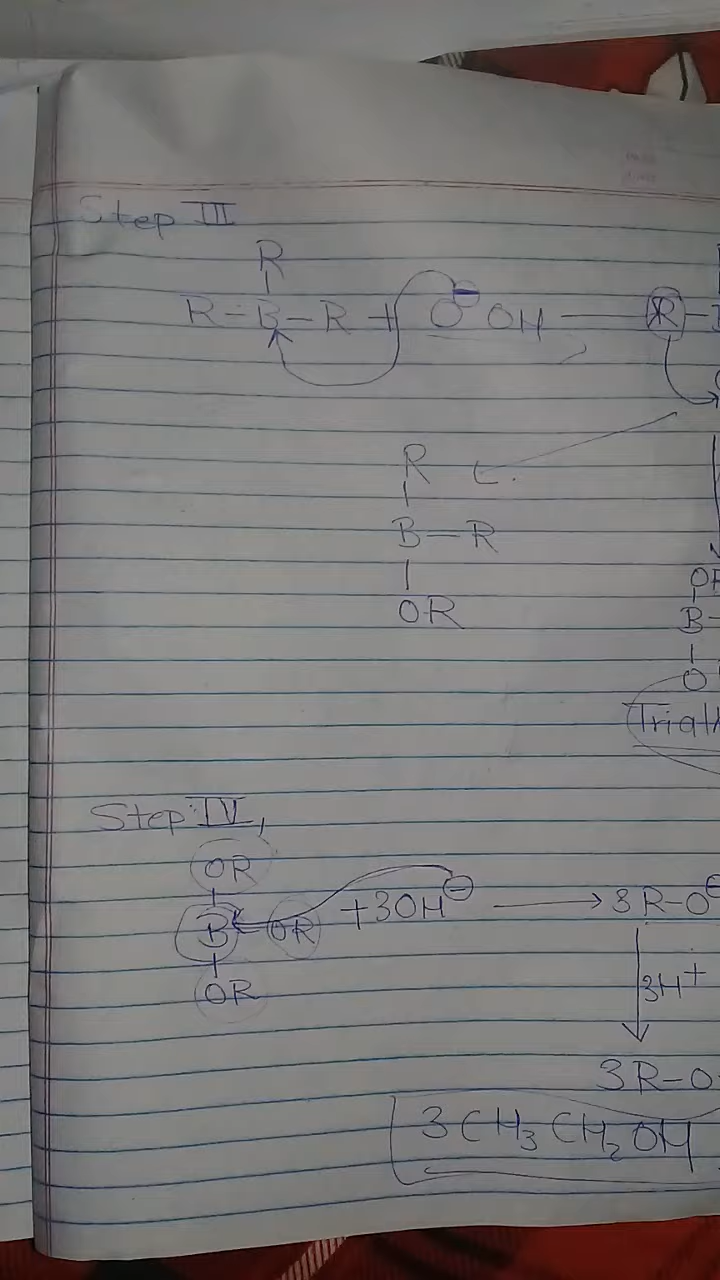 Step III
R
R-B-R + O⊖ OH — R-
R
B-R
OR
B-
O
Step IV,
OR
B-OR +3OH⊖ → 3R-O⊖
OR
3H+
3R-O-
3CH3CH2OH